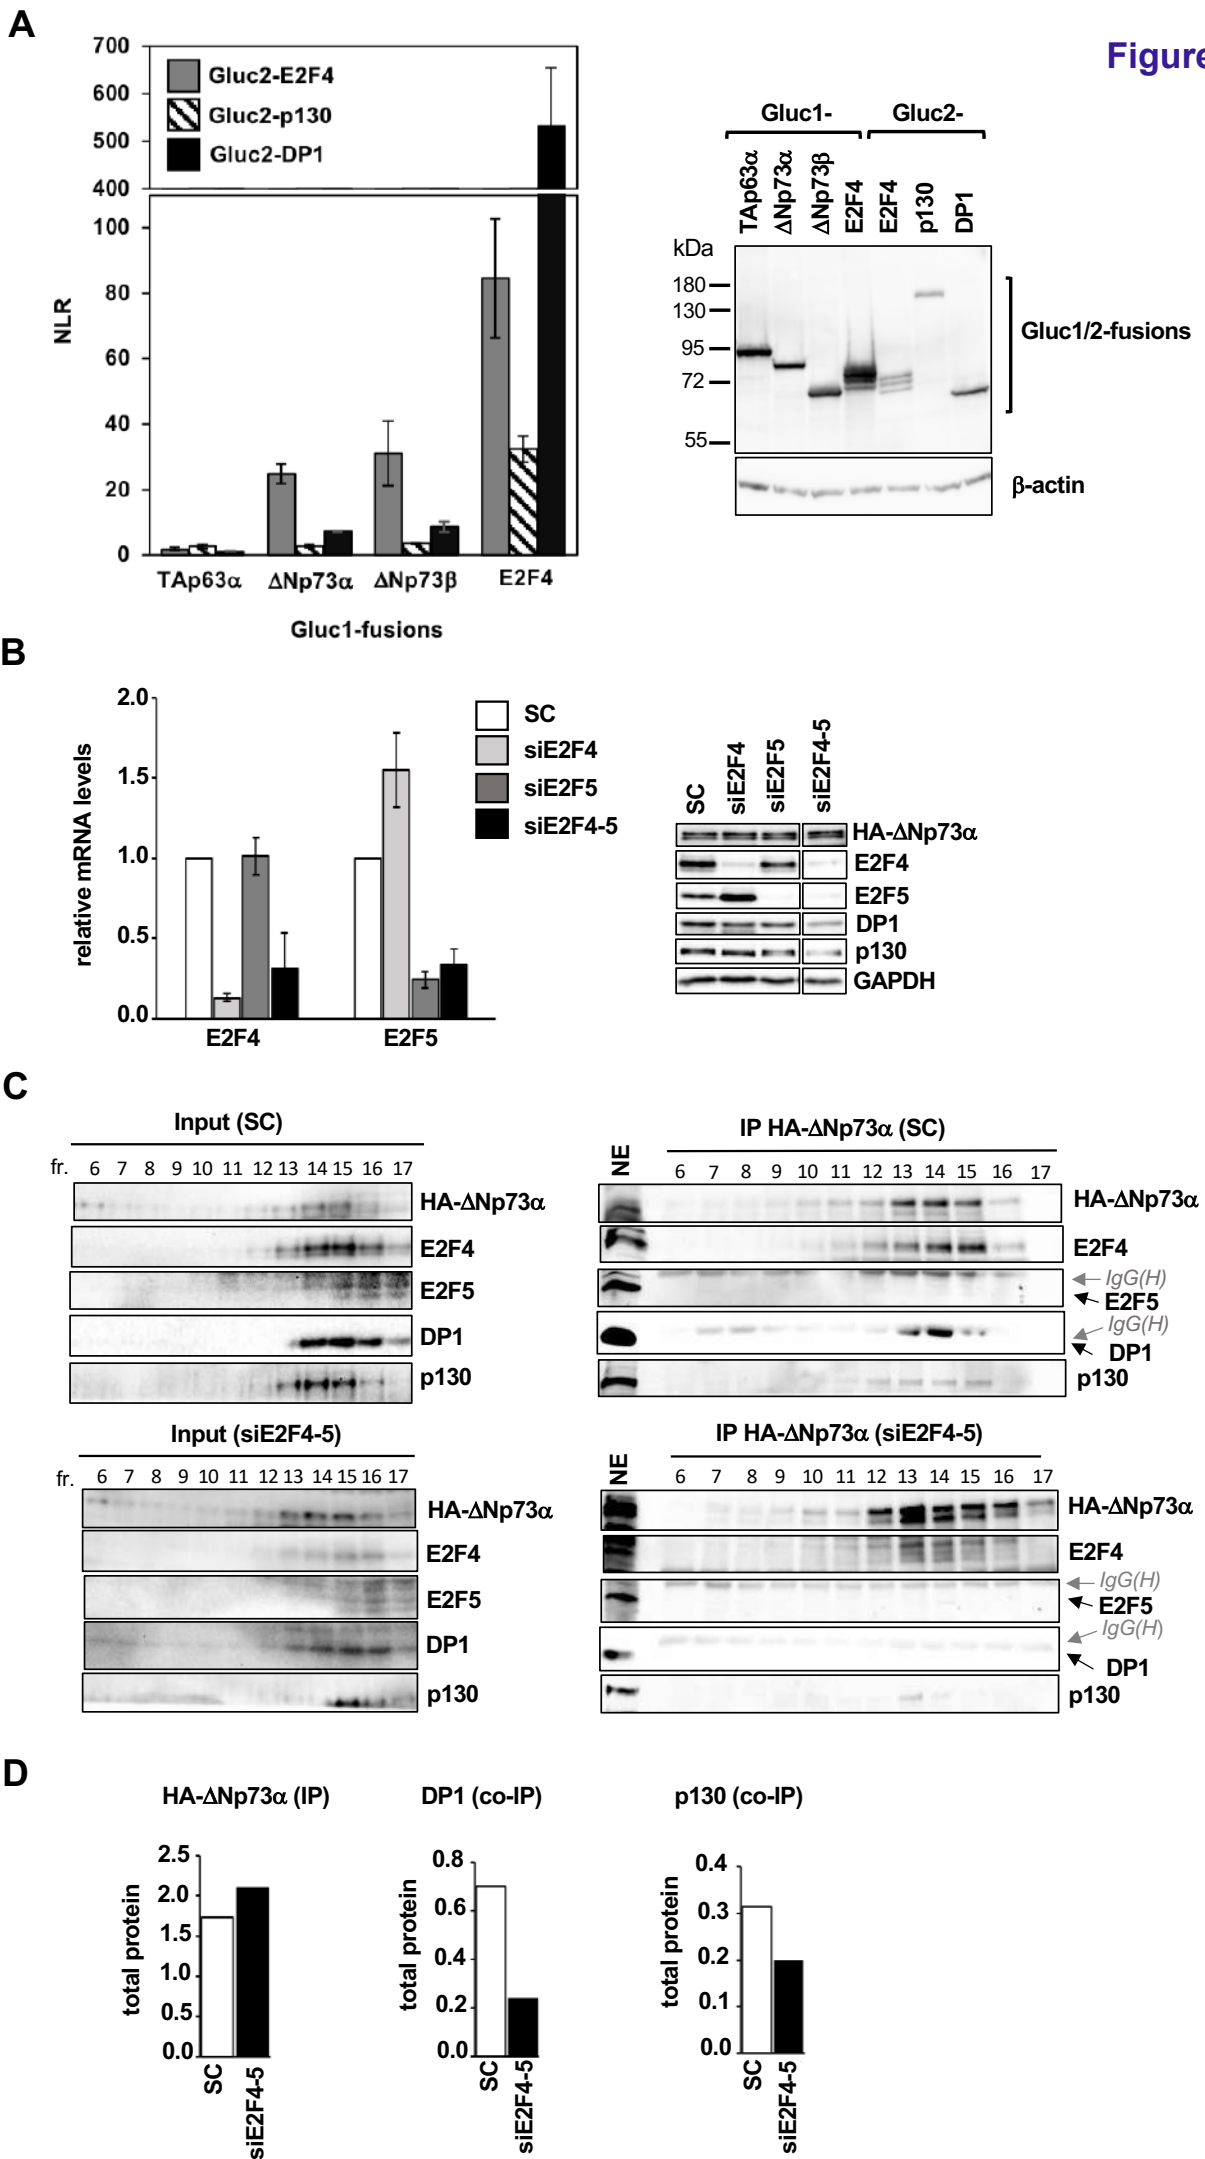 A
Figure
700
600
500
400
100
80
60
40
20
0
NLR
Gluc2-E2F4
Gluc2-p130
Gluc2-DP1
TAp63α ΔNp73α ΔNp73β E2F4
Gluc1-fusions
Gluc1- Gluc2-
TAp63α ΔNp73α ΔNp73β E2F4 E2F4 p130 DP1
kDa
180
130
95
72
55
Gluc1/2-fusions
β-actin
B
2.0
1.5
1.0
0.5
0.0
relative mRNA levels
SC
siE2F4
siE2F5
siE2F4-5
E2F4 E2F5
SC siE2F4 siE2F5 siE2F4-5
HA-ΔNp73α
E2F4
E2F5
DP1
p130
GAPDH
C
Input (SC)
fr. 6 7 8 9 10 11 12 13 14 15 16 17
HA-ΔNp73α
E2F4
E2F5
DP1
p130
IP HA-ΔNp73α (SC)
NE 6 7 8 9 10 11 12 13 14 15 16 17
HA-ΔNp73α
E2F4
IgG(H)
E2F5
IgG(H)
DP1
p130
Input (siE2F4-5)
fr. 6 7 8 9 10 11 12 13 14 15 16 17
HA-ΔNp73α
E2F4
E2F5
DP1
p130
IP HA-ΔNp73α (siE2F4-5)
NE 6 7 8 9 10 11 12 13 14 15 16 17
HA-ΔNp73α
E2F4
IgG(H)
E2F5
IgG(H)
DP1
p130
D
HA-ΔNp73α (IP)
total protein
2.5
2.0
1.5
1.0
0.5
0.0
SC siE2F4-5
DP1 (co-IP)
total protein
0.8
0.6
0.4
0.2
0.0
SC siE2F4-5
p130 (co-IP)
total protein
0.4
0.3
0.2
0.1
0.0
SC siE2F4-5